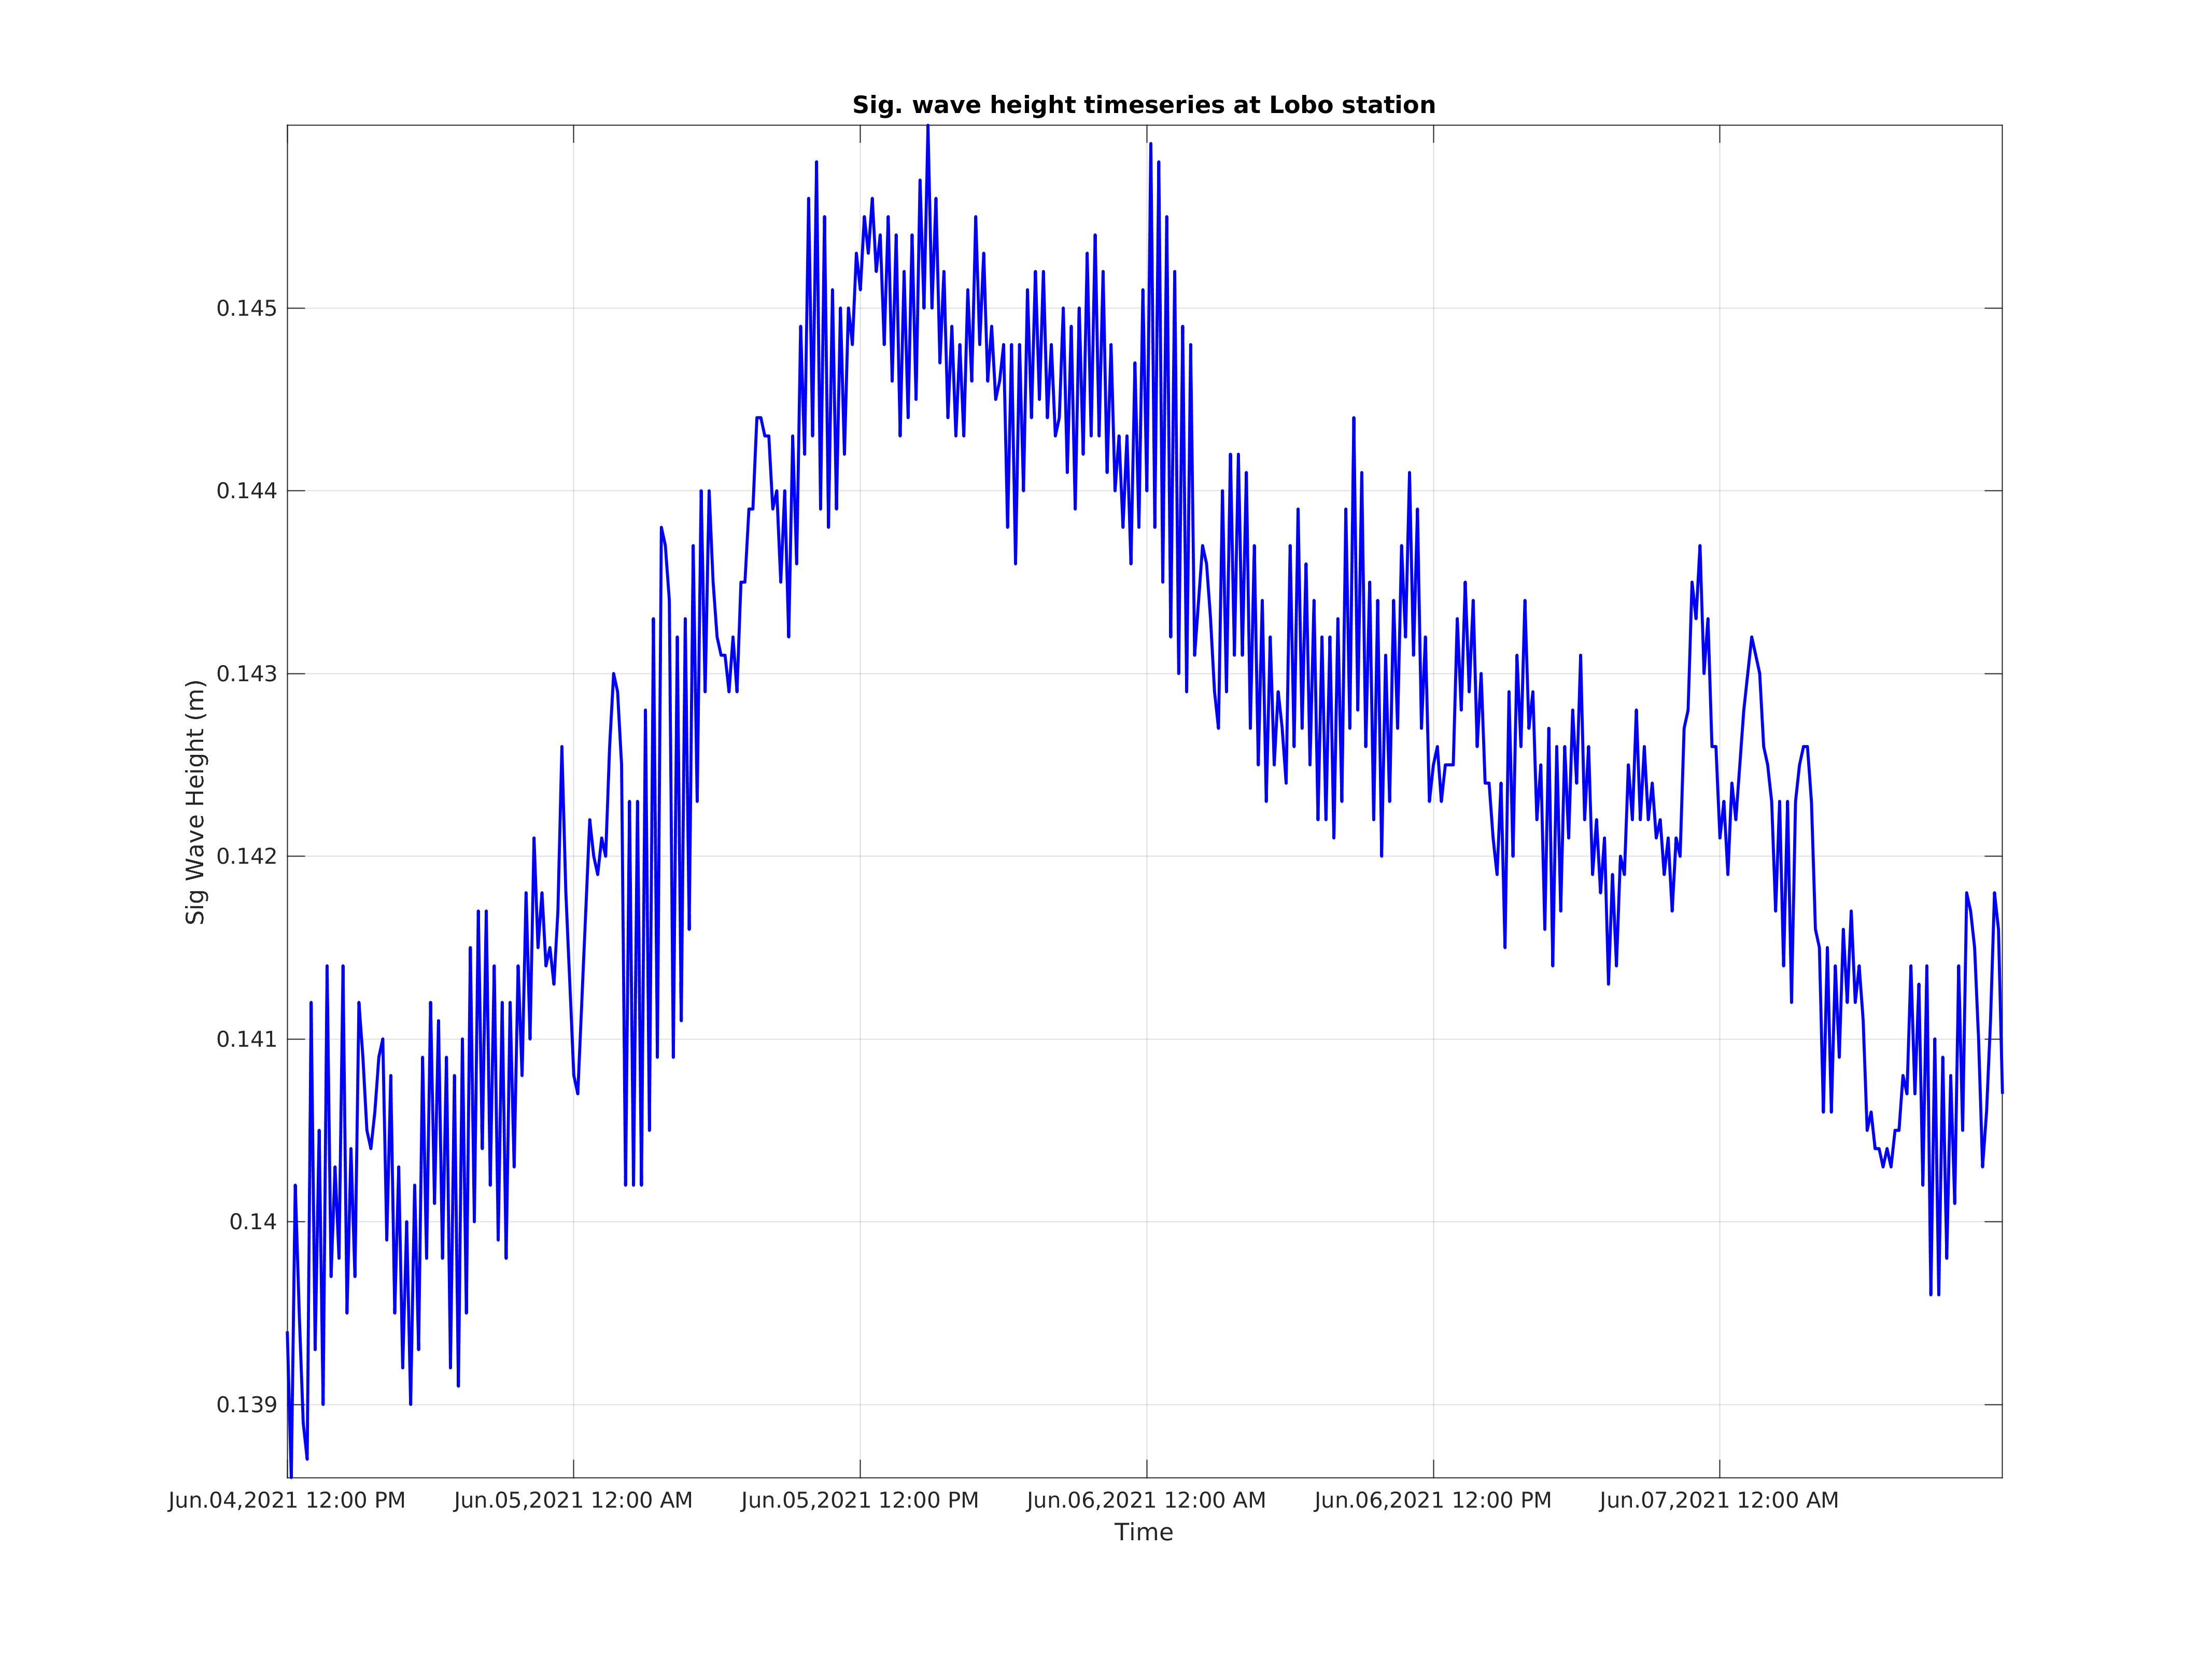 Sig. wave height timeseries at Lobo station
Sig Wave Height (m)
0.145
0.144
0.143
0.142
0.141
0.14
0.139
Jun.04,2021 12:00 PM
Jun.05,2021 12:00 AM
Jun.05,2021 12:00 PM
Jun.06,2021 12:00 AM
Jun.06,2021 12:00 PM
Jun.07,2021 12:00 AM
Time